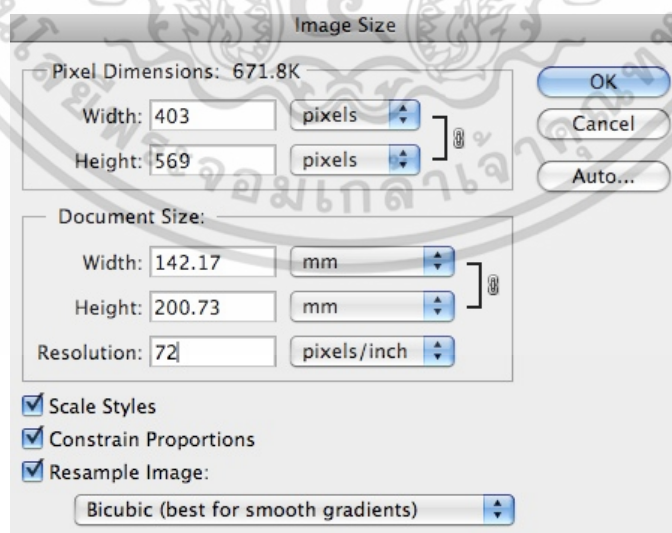 Image Size
Pixel Dimensions: 671.8K
OK
Width: 403 pixels
Cancel
Height: 569 pixels
Auto...
Document Size:
Width: 142.17 mm
Height: 200.73 mm
Resolution: 72 pixels/inch
Scale Styles
Constrain Proportions
Resample Image:
Bicubic (best for smooth gradients)